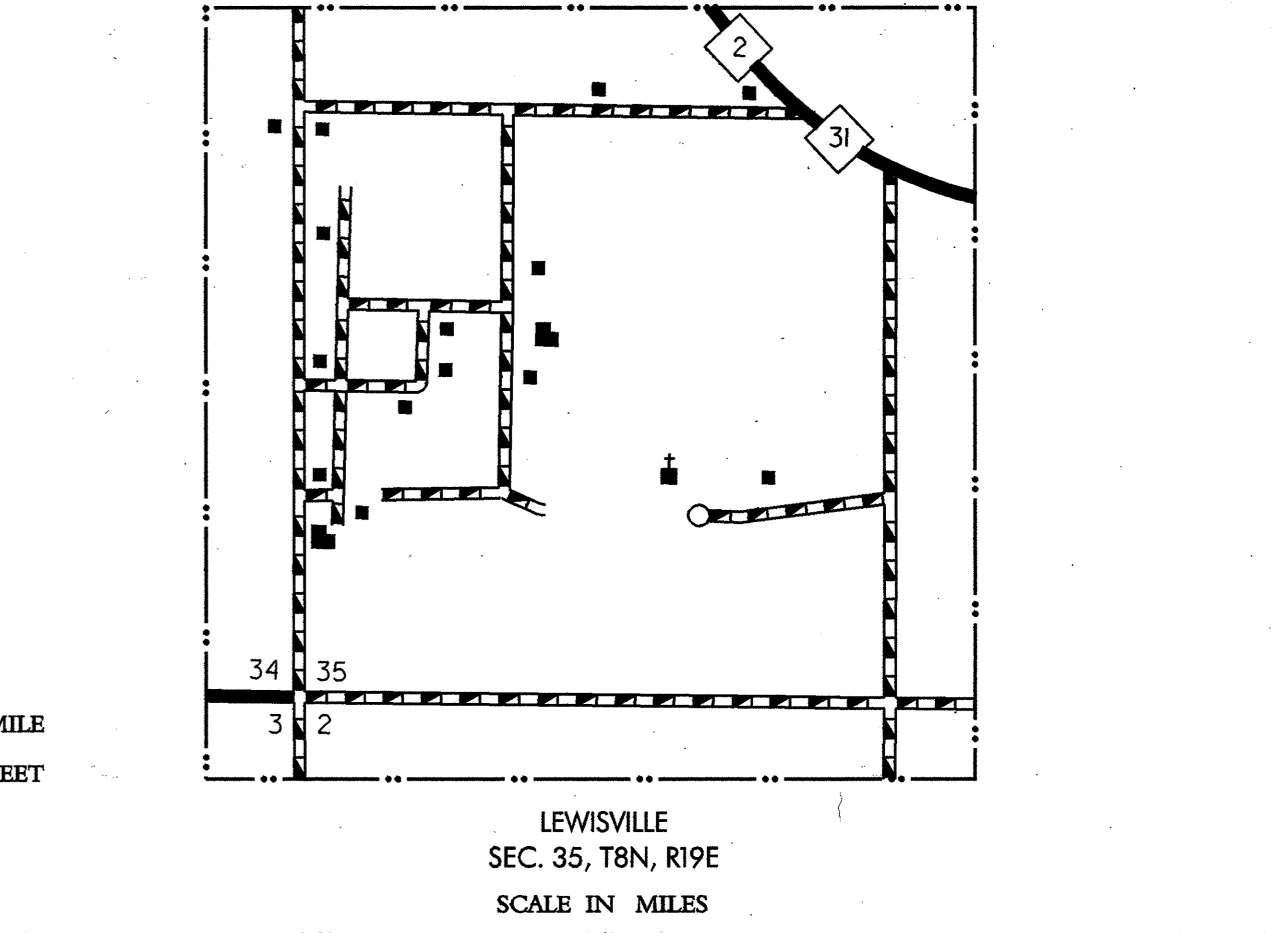 2
31
34 35
3 2
MILE
EET
LEWISVILLE
SEC. 35, T8N, R19E
SCALE IN MILES